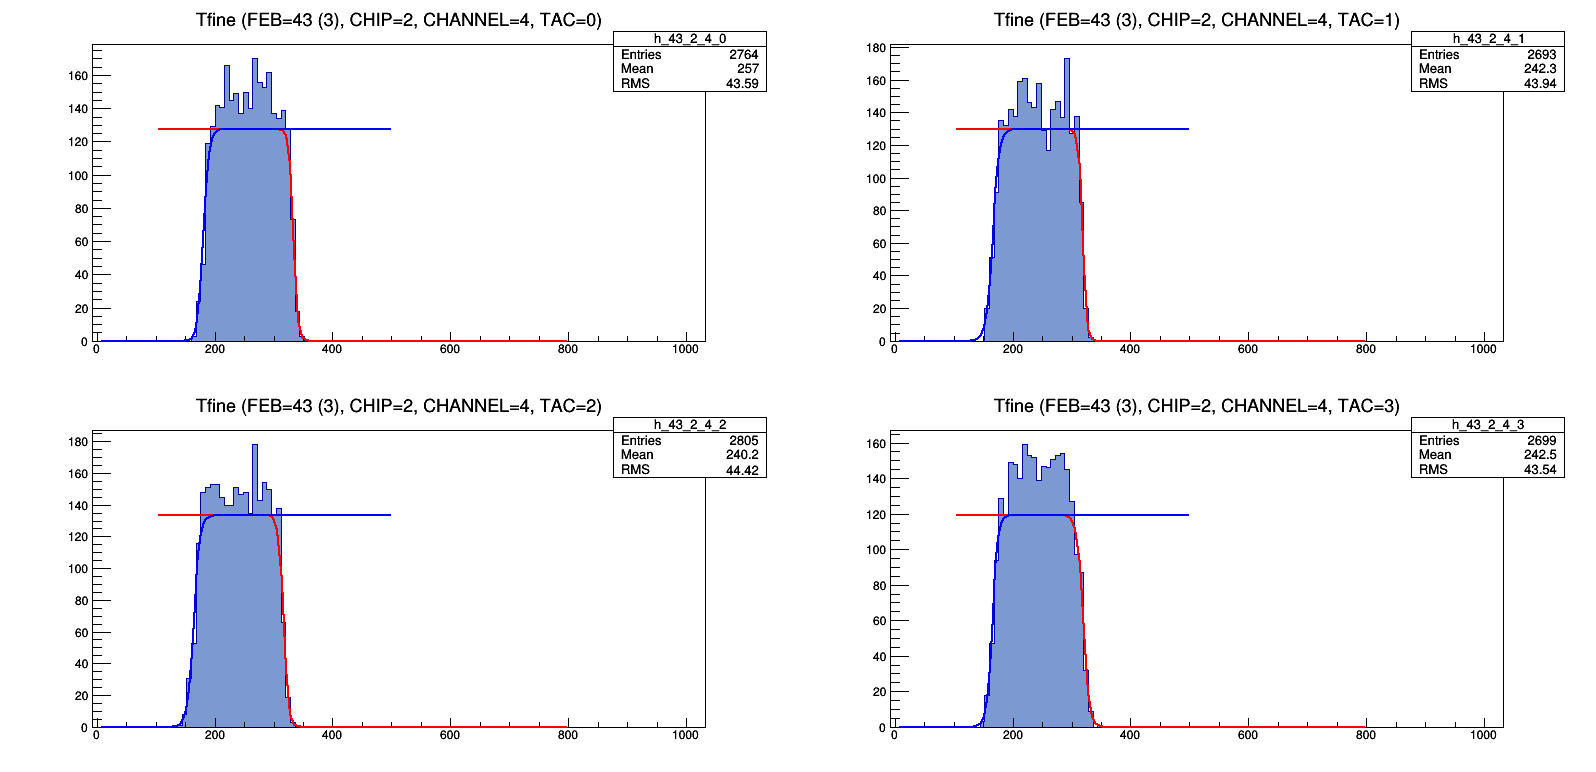 Tfine (FEB=43 (3), CHIP=2, CHANNEL=4, TAC=0)
h_43_2_4_0
Entries 2764
Mean 257
RMS 43.59
160
140
120
100
80
60
40
20
0
0 200 400 600 800 1000
Tfine (FEB=43 (3), CHIP=2, CHANNEL=4, TAC=1)
h_43_2_4_1
Entries 2693
Mean 242.3
RMS 43.94
180
160
140
120
100
80
60
40
20
0
0 200 400 600 800 1000
Tfine (FEB=43 (3), CHIP=2, CHANNEL=4, TAC=2)
h_43_2_4_2
Entries 2805
Mean 240.2
RMS 44.42
180
160
140
120
100
80
60
40
20
0
0 200 400 600 800 1000
Tfine (FEB=43 (3), CHIP=2, CHANNEL=4, TAC=3)
h_43_2_4_3
Entries 2699
Mean 242.5
RMS 43.54
160
140
120
100
80
60
40
20
0
0 200 400 600 800 1000